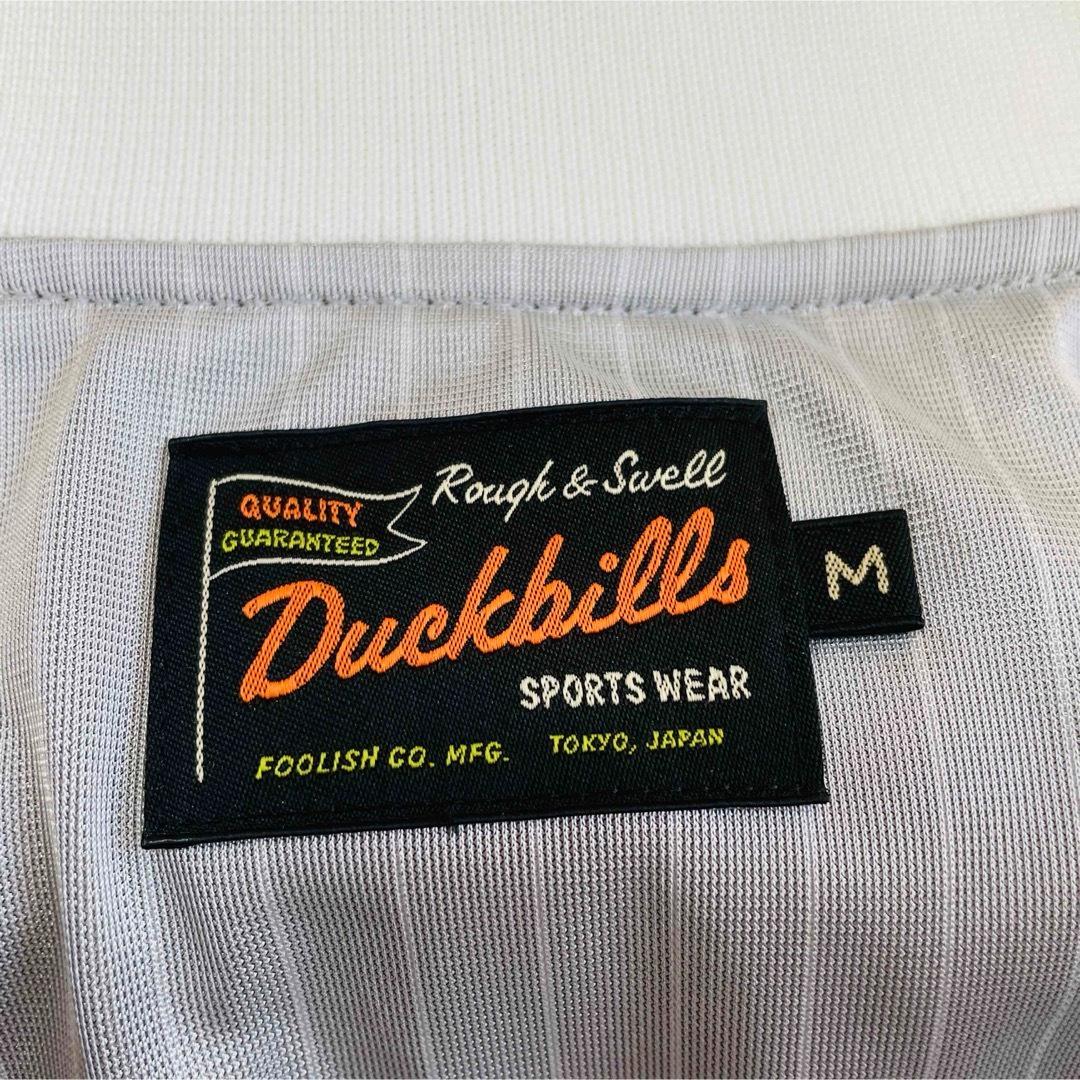 Rough & Swell
QUALITY
GUARANTEED
Duckbills
SPORTS WEAR
FOOLISH CO. MFG. TOKYO, JAPAN
M